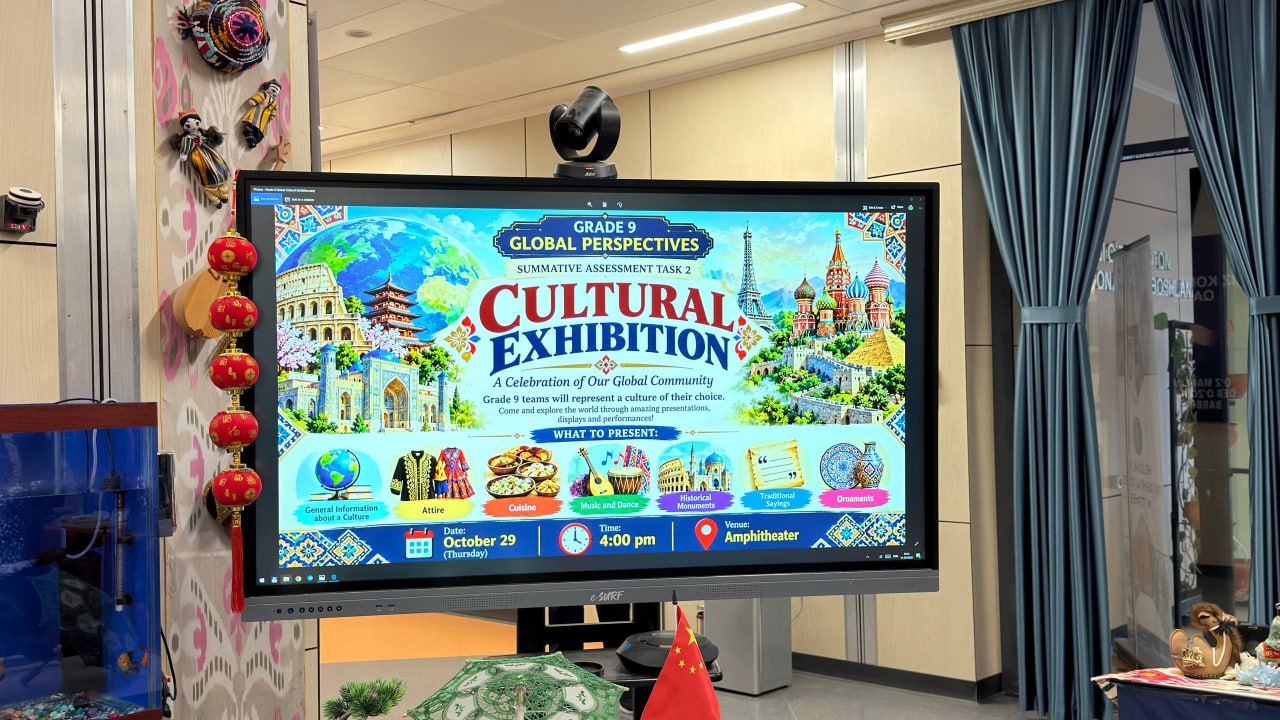 GRADE 9
GLOBAL PERSPECTIVES
SUMMATIVE ASSESSMENT TASK 2
CULTURAL
EXHIBITION
A Celebration of Our Global Community
Grade 9 teams will represent a culture of their choice.
Come and explore the world through amazing presentations,
displays and performances!
WHAT TO PRESENT:
General Information
about a Culture
Attire
Cuisine
Music and Dance
Historical
Monuments
Traditional
Sayings
Ornaments
Date:
October 29
(Thursday)
Time:
4:00 pm
Venue:
Amphitheater
e-SURF
220 V